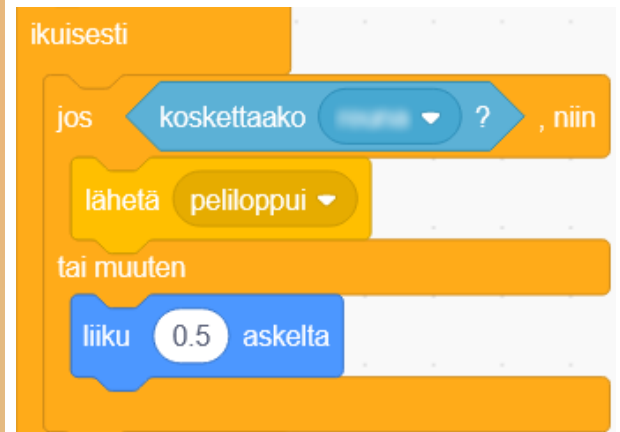 ikuisesti
jos koskettaako ? , niin
lähetä peliloppui
tai muuten
liiku 0.5 askelta